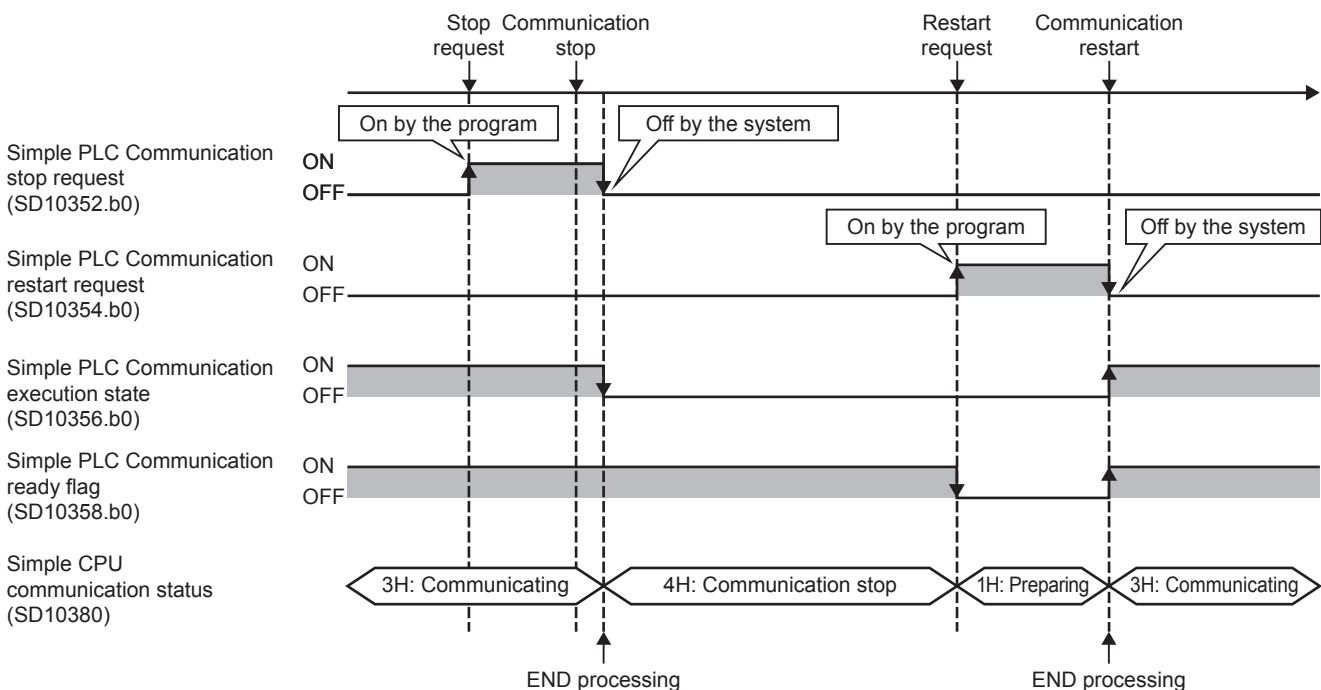 Stop Communication Restart Communication
request stop request restart
On by the program Off by the system
Simple PLC Communication ON
stop request OFF
(SD10352.b0)
On by the program Off by the system
Simple PLC Communication ON
restart request OFF
(SD10354.b0)
Simple PLC Communication ON
execution state OFF
(SD10356.b0)
Simple PLC Communication ON
ready flag OFF
(SD10358.b0)
Simple CPU
communication status 3H: Communicating 4H: Communication stop 1H: Preparing 3H: Communicating
(SD10380)
END processing END processing